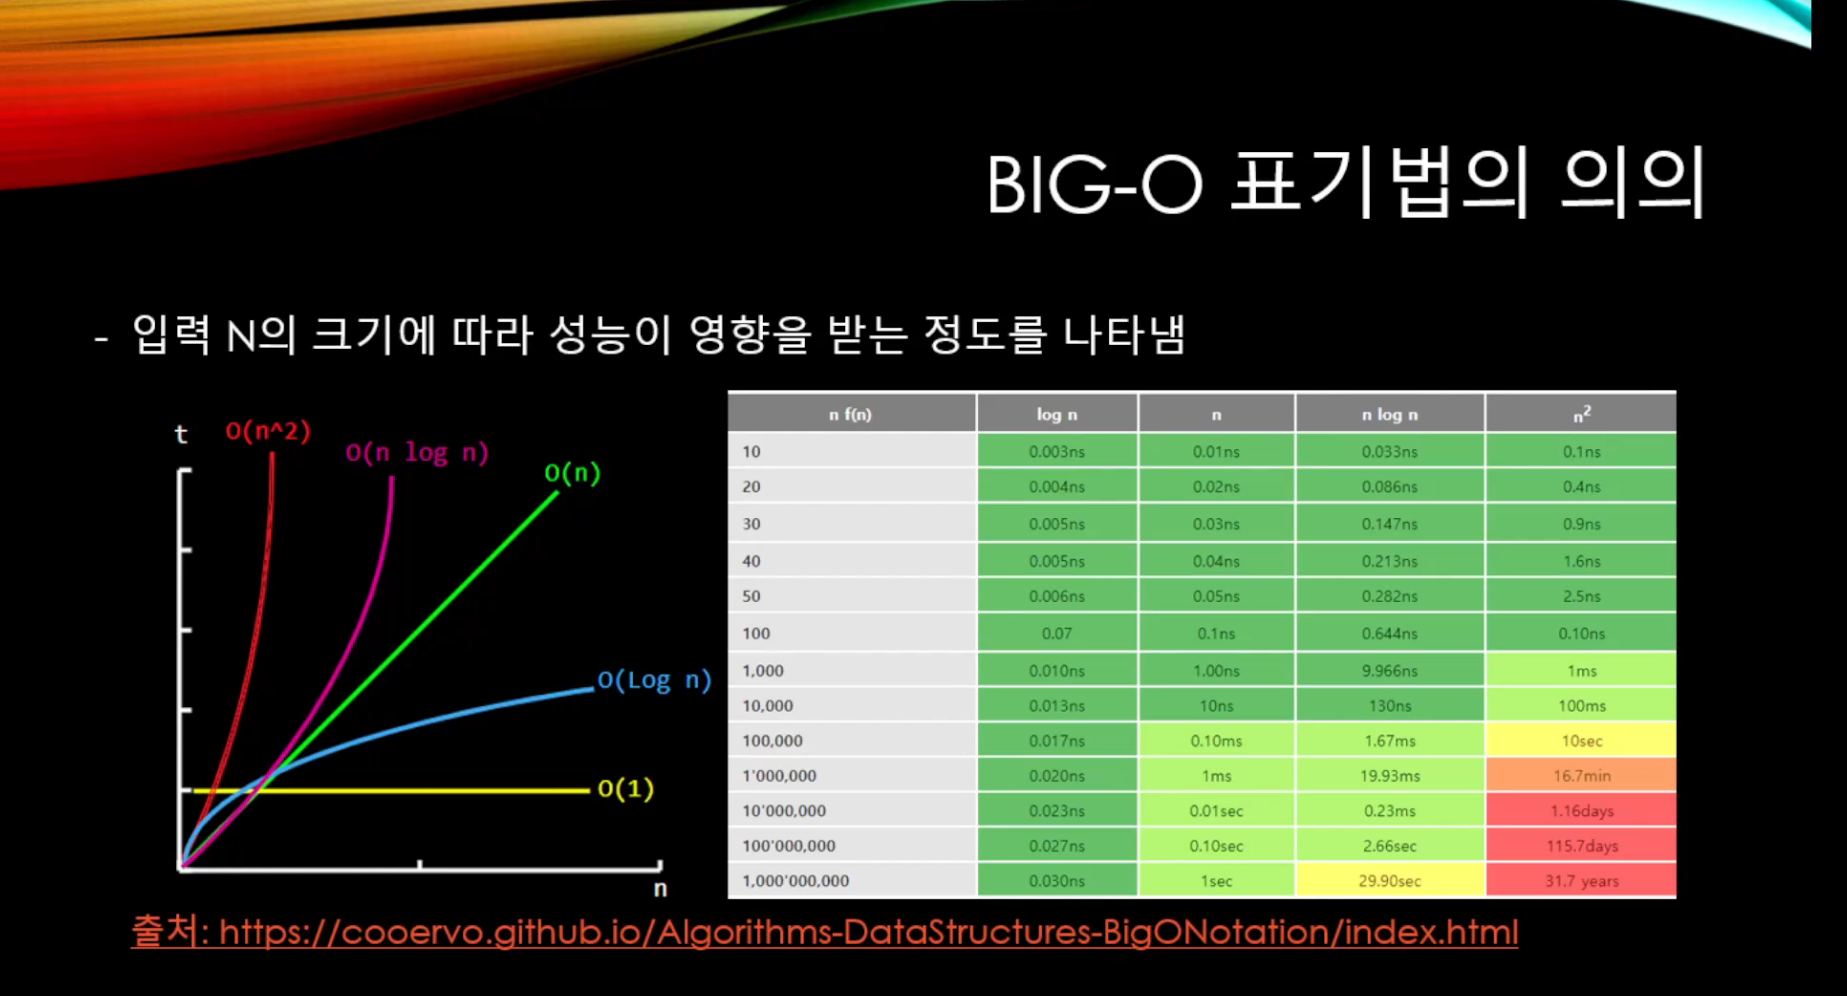 BIG-O 표기법의 의의
- 입력 N의 크기에 따라 성능이 영향을 받는 정도를 나타냄
t
O(n^2)
O(n log n)
O(n)
O(Log n)
O(1)
n
n f(n) log n n n log n n²
10 0.003ns 0.01ns 0.033ns 0.1ns
20 0.004ns 0.02ns 0.086ns 0.4ns
30 0.005ns 0.03ns 0.147ns 0.9ns
40 0.005ns 0.04ns 0.213ns 1.6ns
50 0.006ns 0.05ns 0.282ns 2.5ns
100 0.07 0.1ns 0.644ns 0.10ns
1,000 0.010ns 1.00ns 9.966ns 1ms
10,000 0.013ns 10ns 130ns 100ms
100,000 0.017ns 0.10ms 1.67ms 10sec
1'000,000 0.020ns 1ms 19.93ms 16.7min
10'000,000 0.023ns 0.01sec 0.23ms 1.16days
100'000,000 0.027ns 0.10sec 2.66sec 115.7days
1,000'000,000 0.030ns 1sec 29.90sec 31.7 years
출처: https://cooervo.github.io/Algorithms-DataStructures-BigONotation/index.html